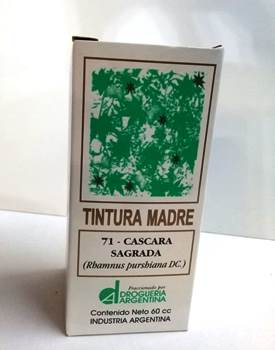 TINTURA MADRE
71 - CASCARA
SAGRADA
(Rhamnus purshiana DC.)
Fraccionado por
DROGUERIA
ARGENTINA
Contenido Neto 60 cc
INDUSTRIA ARGENTINA